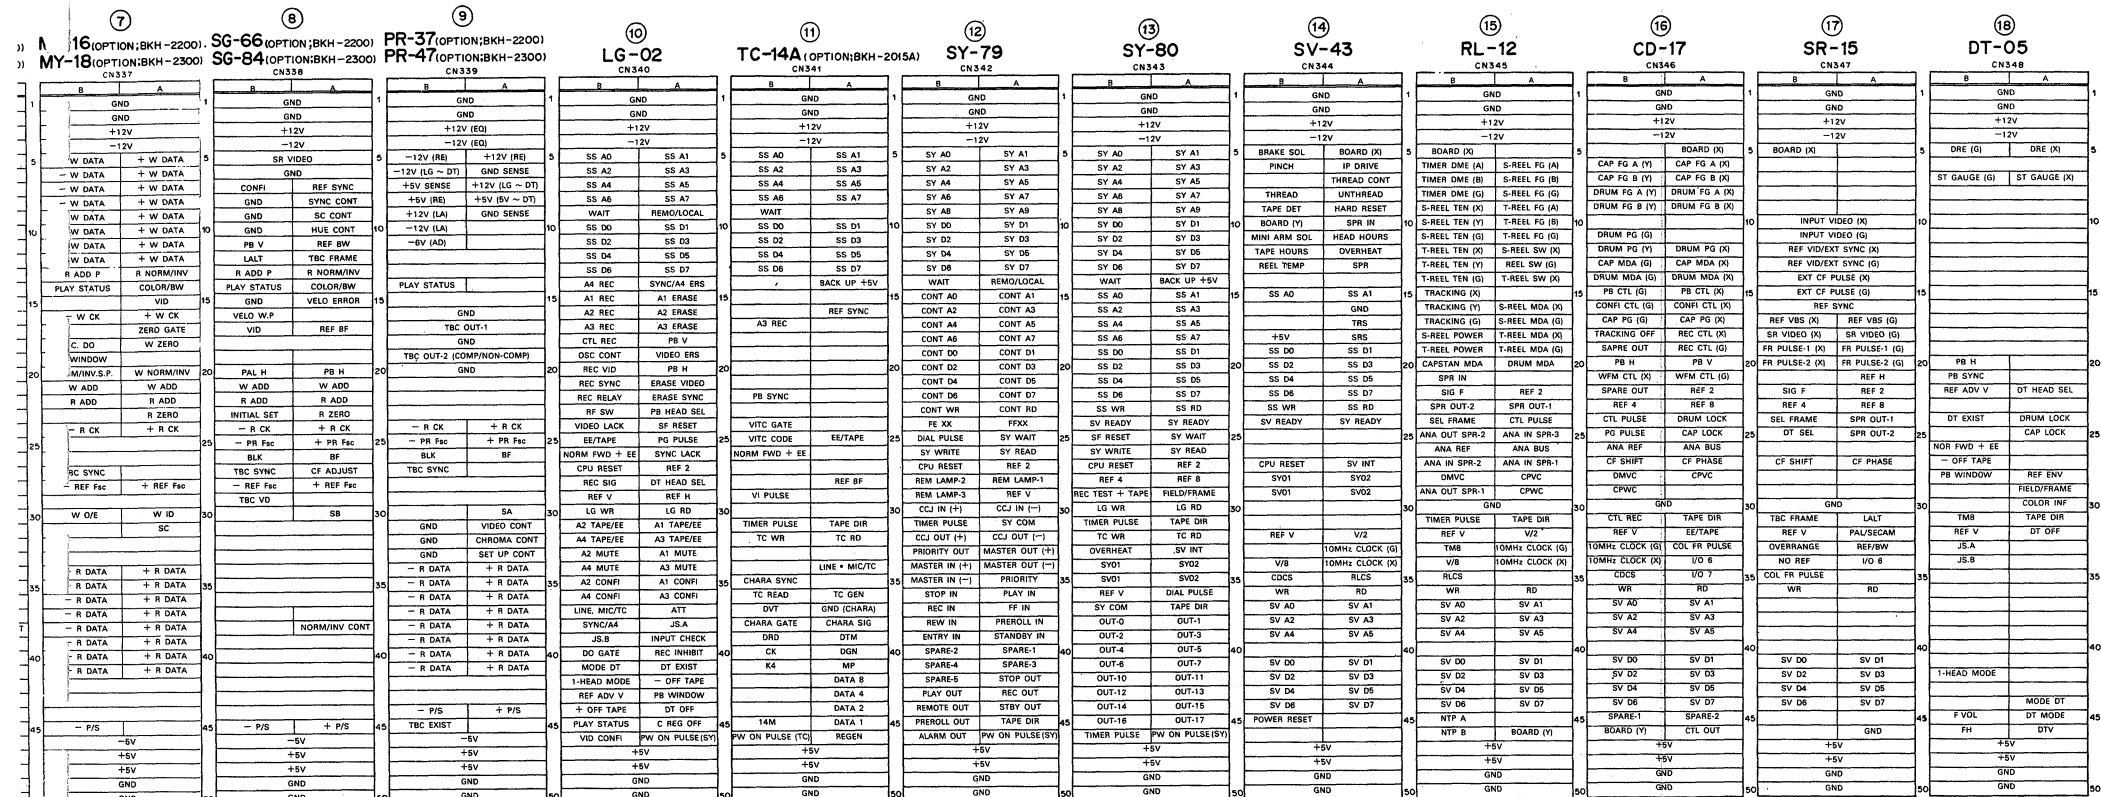 ⑦
16(OPTION;BKH-2200).
MY-18(OPTION;BKH-2300)
CN337
B A
GND
GND
+12V
-12V
W DATA + W DATA
- W DATA + W DATA
W DATA + W DATA
- W DATA + W DATA
W DATA + W DATA
W DATA + W DATA
W DATA + W DATA
W DATA + W DATA
R ADD P R NORM/INV
PLAY STATUS COLOR/BW
VID
- W CK + W CK
ZERO GATE
C. DO W ZERO
WINDOW
M/INV.S.P. W NORM/INV
W ADD W ADD
R ADD R ADD
R ZERO
- R CK + R CK
BC SYNC
- REF Fsc + REF Fsc
W O/E W ID
SC
- R DATA + R DATA
- R DATA + R DATA
- R DATA + R DATA
- R DATA + R DATA
- R DATA + R DATA
- R DATA + R DATA
- R DATA + R DATA
- R DATA + R DATA
- P/S
-5V
+5V
+5V
GND
GND
⑧
SG-66(OPTION;BKH-2200)
SG-84(OPTION;BKH-2300)
CN338
B A
GND
GND
+12V
-12V
SR VIDEO
GND
CONFI REF SYNC
GND SYNC CONT
GND SC CONT
GND HUE CONT
PB V REF BW
LALT TBC FRAME
R ADD P R NORM/INV
PLAY STATUS COLOR/BW
GND VELO ERROR
VELO W.P
VID REF 8F
PAL H PB H
W ADD W ADD
R ADD R ADD
INITIAL SET R ZERO
- R CK + R CK
- PR Fsc + PR Fsc
BLK BF
TBC SYNC CF ADJUST
- REF Fsc + REF Fsc
TBC VD
SB
NORM/INV CONT
- P/S + P/S
-5V
+5V
+5V
GND
GND
⑨
PR-37(OPTION;BKH-2200)
PR-47(OPTION;BKH-2300)
CN339
B A
GND
GND
+12V (EQ)
-12V (EQ)
-12V (RE) +12V (RE)
-12V (LG ~ DT) GND SENSE
+5V SENSE +12V (LG ~ DT)
+5V (RE) +5V (5V ~ DT)
+12V (LA) GND SENSE
-12V (LA)
-6V (AD)
PLAY STATUS
GND
TBC OUT-1
GND
TBC OUT-2 (COMP/NON-COMP)
GND
- R CK + R CK
- PR Fsc + PR Fsc
BLK BF
TBC SYNC
SA
GND VIDEO CONT
GND CHROMA CONT
GND SET UP CONT
- R DATA + R DATA
- R DATA + R DATA
- R DATA + R DATA
- R DATA + R DATA
- R DATA + R DATA
- R DATA + R DATA
- R DATA + R DATA
- R DATA + R DATA
- P/S + P/S
TBC EXIST
-5V
+5V
+5V
GND
GND
⑩
LG-02
CN340
B A
GND
GND
+12V
-12V
SS A0 SS A1
SS A2 SS A3
SS A4 SS A5
SS A6 SS A7
WAIT REMO/LOCAL
SS D0 SS D1
SS D2 SS D3
SS D4 SS D5
SS D6 SS D7
A4 REC SYNC/A4 ERS
A1 REC A1 ERASE
A2 REC A2 ERASE
A3 REC A3 ERASE
CTL REC PB V
OSC CONT VIDEO ERS
REC VID PB H
REC SYNC ERASE VIDEO
REC RELAY ERASE SYNC
RF SW PB HEAD SEL
VIDEO LACK SF RESET
EE/TAPE PG PULSE
NORM FWD + EE SYNC LACK
CPU RESET REF 2
REC SIG DT HEAD SEL
REF V REF H
LG WR LG RD
A2 TAPE/EE A1 TAPE/EE
A4 TAPE/EE A3 TAPE/EE
A2 MUTE A1 MUTE
A4 MUTE A3 MUTE
A2 CONFI A1 CONFI
A4 CONFI A3 CONFI
LINE, MIC/TC ATT
SYNC/A4 JS.A
JS.B INPUT CHECK
DO GATE REC INHIBIT
MODE DT DT EXIST
1-HEAD MODE - OFF TAPE
REF ADV V PB WINDOW
+ OFF TAPE DT OFF
PLAY STATUS C REG OFF
VID CONFI PW ON PULSE(SY)
+5V
+5V
GND
GND
⑪
TC-14A(OPTION;BKH-2015A)
CN341
B A
GND
GND
+12V
-12V
SS A0 SS A1
SS A2 SS A3
SS A4 SS A5
SS A6 SS A7
WAIT
SS D0 SS D1
SS D2 SS D3
SS D4 SS D5
SS D6 SS D7
BACK UP +5V
REF SYNC
A3 REC
PB SYNC
VITC GATE
VITC CODE EE/TAPE
NORM FWD + EE
REF 8F
VI PULSE
TIMER PULSE TAPE DIR
TC WR TC RD
LINE • MIC/TC
CHARA SYNC
TC READ TC GEN
DVT GND (CHARA)
CHARA GATE CHARA SIG
DRD DTM
CK DGN
K4 MP
DATA 8
DATA 4
DATA 2
14M DATA 1
PW ON PULSE (TC) REGEN
+5V
+5V
GND
GND
⑫
SY-79
CN342
B A
GND
GND
+12V
-12V
SY A0 SY A1
SY A2 SY A3
SY A4 SY A5
SY A6 SY A7
SY A8 SY A9
SY D0 SY D1
SY D2 SY D3
SY D4 SY D5
SY D6 SY D7
WAIT REMO/LOCAL
CONT A0 CONT A1
CONT A2 CONT A3
CONT A4 CONT A5
CONT A6 CONT A7
CONT D0 CONT D1
CONT D2 CONT D3
CONT D4 CONT D5
CONT D6 CONT D7
CONT WR CONT RD
FE XX FFXX
DIAL PULSE SY WAIT
SY WRITE SY READ
CPU RESET REF 2
REM LAMP-2 REM LAMP-1
REM LAMP-3 REF V
CCJ IN (+) CCJ IN (-)
TIMER PULSE SY COM
CCJ OUT (+) CCJ OUT (-)
PRIORITY OUT MASTER OUT (+)
MASTER IN (+) MASTER OUT (-)
MASTER IN (-) PRIORITY
STOP IN PLAY IN
REC IN FF IN
REW IN PREROLL IN
ENTRY IN STANDBY IN
SPARE-2 SPARE-1
SPARE-4 SPARE-3
SPARE-5 STOP OUT
PLAY OUT REC OUT
REMOTE OUT STBY OUT
PREROLL OUT TAPE DIR
ALARM OUT PW ON PULSE(SY)
+5V
+5V
GND
GND
⑬
SY-80
CN343
B A
GND
GND
+12V
-12V
SY A0 SY A1
SY A2 SY A3
SY A4 SY A5
SY A6 SY A7
SY A8 SY A9
SY D0 SY D1
SY D2 SY D3
SY D4 SY D5
SY D6 SY D7
WAIT BACK UP +5V
SS A0 SS A1
SS A2 SS A3
SS A4 SS A5
SS A6 SS A7
SS D0 SS D1
SS D2 SS D3
SS D4 SS D5
SS D6 SS D7
SS WR SS RD
SV READY SY READY
SF RESET SY WAIT
SY WRITE SY READ
CPU RESET REF 2
REF 4 REF 8
REC TEST + TAPE FIELD/FRAME
LG WR LG RD
TIMER PULSE TAPE DIR
TC WR TC RD
OVERHEAT SV INT
SY01 SY02
SV01 SV02
REF V DIAL PULSE
SY COM TAPE DIR
OUT-0 OUT-1
OUT-2 OUT-3
OUT-4 OUT-5
OUT-6 OUT-7
OUT-10 OUT-11
OUT-12 OUT-13
OUT-14 OUT-15
OUT-16 OUT-17
TIMER PULSE PW ON PULSE(SY)
+5V
+5V
GND
GND
⑭
SV-43
CN344
B A
GND
GND
+12V
-12V
BRAKE SOL BOARD (X)
PINCH IP DRIVE
THREAD CONT
THREAD UNTHREAD
TAPE DET HARD RESET
BOARD (Y) SPR IN
MINI ARM SOL HEAD HOURS
TAPE HOURS OVERHEAT
REEL TEMP SPR
SS A0 SS A1
GND
TRS
+5V SRS
SS D0 SS D1
SS D2 SS D3
SS D4 SS D5
SS D6 SS D7
SS WR SS RD
SV READY SY READY
CPU RESET SV INT
SY01 SY02
SV01 SV02
REF V V/2
10MHz CLOCK (G)
V/8 10MHz CLOCK (X)
CDCS RLCS
WR RD
SV A0 SV A1
SV A2 SV A3
SV A4 SV A5
SV D0 SV D1
SV D2 SV D3
SV D4 SV D5
SV D6 SV D7
POWER RESET
+5V
+5V
GND
GND
⑮
RL-12
CN345
B A
GND
GND
+12V
-12V
BOARD (X)
TIMER DME (A) S-REEL FG (A)
TIMER DME (B) S-REEL FG (B)
TIMER DME (G) S-REEL FG (G)
S-REEL TEN (X) T-REEL FG (A)
S-REEL TEN (Y) T-REEL FG (B)
S-REEL TEN (G) T-REEL FG (G)
T-REEL TEN (X) S-REEL SW (X)
T-REEL TEN (Y) REEL SW (G)
T-REEL TEN (G) T-REEL SW (X)
TRACKING (X)
TRACKING (Y) S-REEL MDA (X)
TRACKING (G) S-REEL MDA (G)
S-REEL POWER T-REEL MDA (X)
T-REEL POWER T-REEL MDA (G)
CAPSTAN MDA DRUM MDA
SPR IN
SIG F REF 2
SPR OUT-2 SPR OUT-1
SEL FRAME CTL PULSE
ANA OUT SPR-2 ANA IN SPR-3
ANA REF ANA BUS
ANA IN SPR-2 ANA IN SPR-1
DMVC CPVC
ANA OUT SPR-1 CPWC
GND
TIMER PULSE TAPE DIR
REF V V/2
TM8 10MHz CLOCK (G)
V/8 10MHz CLOCK (X)
RLCS
WR RD
SV A0 SV A1
SV A2 SV A3
SV A4 SV A5
SV D0 SV D1
SV D2 SV D3
SV D4 SV D5
SV D6 SV D7
NTP A
NTP B BOARD (Y)
+5V
+5V
GND
GND
⑯
CD-17
CN346
B A
GND
GND
+12V
-12V
BOARD (X)
CAP FG A (Y) CAP FG A (X)
CAP FG B (Y) CAP FG B (X)
DRUM FG A (Y) DRUM FG A (X)
DRUM FG B (Y) DRUM FG B (X)
DRUM PG (G)
DRUM PG (Y) DRUM PG (X)
CAP MDA (G) CAP MDA (X)
DRUM MDA (G) DRUM MDA (X)
PB CTL (G) PB CTL (X)
CONFI CTL (G) CONFI CTL (X)
CAP PG (G) CAP PG (X)
TRACKING OFF REC CTL (X)
SAPRE OUT REC CTL (G)
PB H PB V
WFM CTL (X) WFM CTL (G)
SPARE OUT REF 2
REF 4 REF 8
CTL PULSE DRUM LOCK
PG PULSE CAP LOCK
ANA REF ANA BUS
CF SHIFT CF PHASE
DMVC CPVC
CPWC
GND
CTL REC TAPE DIR
REF V EE/TAPE
10MHz CLOCK (G) COL FR PULSE
10MHz CLOCK (X) I/O 6
CDCS I/O 7
WR RD
SV A0 SV A1
SV A2 SV A3
SV A4 SV A5
SV D0 SV D1
SV D2 SV D3
SV D4 SV D5
SV D6 SV D7
SPARE-1 SPARE-2
BOARD (Y) CTL OUT
+5V
+5V
GND
GND
⑰
SR-15
CN347
B A
GND
GND
+12V
-12V
BOARD (X)
INPUT VIDEO (X)
INPUT VIDEO (G)
REF VID/EXT SYNC (X)
REF VID/EXT SYNC (G)
EXT CF PULSE (X)
EXT CF PULSE (G)
REF SYNC
REF VBS (X) REF VBS (G)
SR VIDEO (X) SR VIDEO (G)
FR PULSE-1 (X) FR PULSE-1 (G)
FR PULSE-2 (X) FR PULSE-2 (G)
REF H
SIG F REF 2
REF 4 REF 8
SEL FRAME SPR OUT-1
DT SEL SPR OUT-2
CF SHIFT CF PHASE
GND
TBC FRAME LALT
REF V PAL/SECAM
OVERRANGE REF/BW
NO REF I/O 6
COL FR PULSE
WR RD
SV D0 SV D1
SV D2 SV D3
SV D4 SV D5
SV D6 SV D7
GND
+5V
+5V
GND
GND
⑱
DT-05
CN348
B A
GND
GND
+12V
-12V
DRE (G) DRE (X)
ST GAUGE (G) ST GAUGE (X)
PB H
PB SYNC
REF ADV V DT HEAD SEL
DT EXIST DRUM LOCK
CAP LOCK
NOR FWD + EE
- OFF TAPE
PB WINDOW REF ENV
FIELD/FRAME
COLOR INF
TM8 TAPE DIR
REF V DT OFF
JS.A
JS.B
1-HEAD MODE
MODE DT
F VOL DT MODE
FH DTV
+5V
+5V
GND
GND
1
5
10
15
20
25
30
35
40
45
50